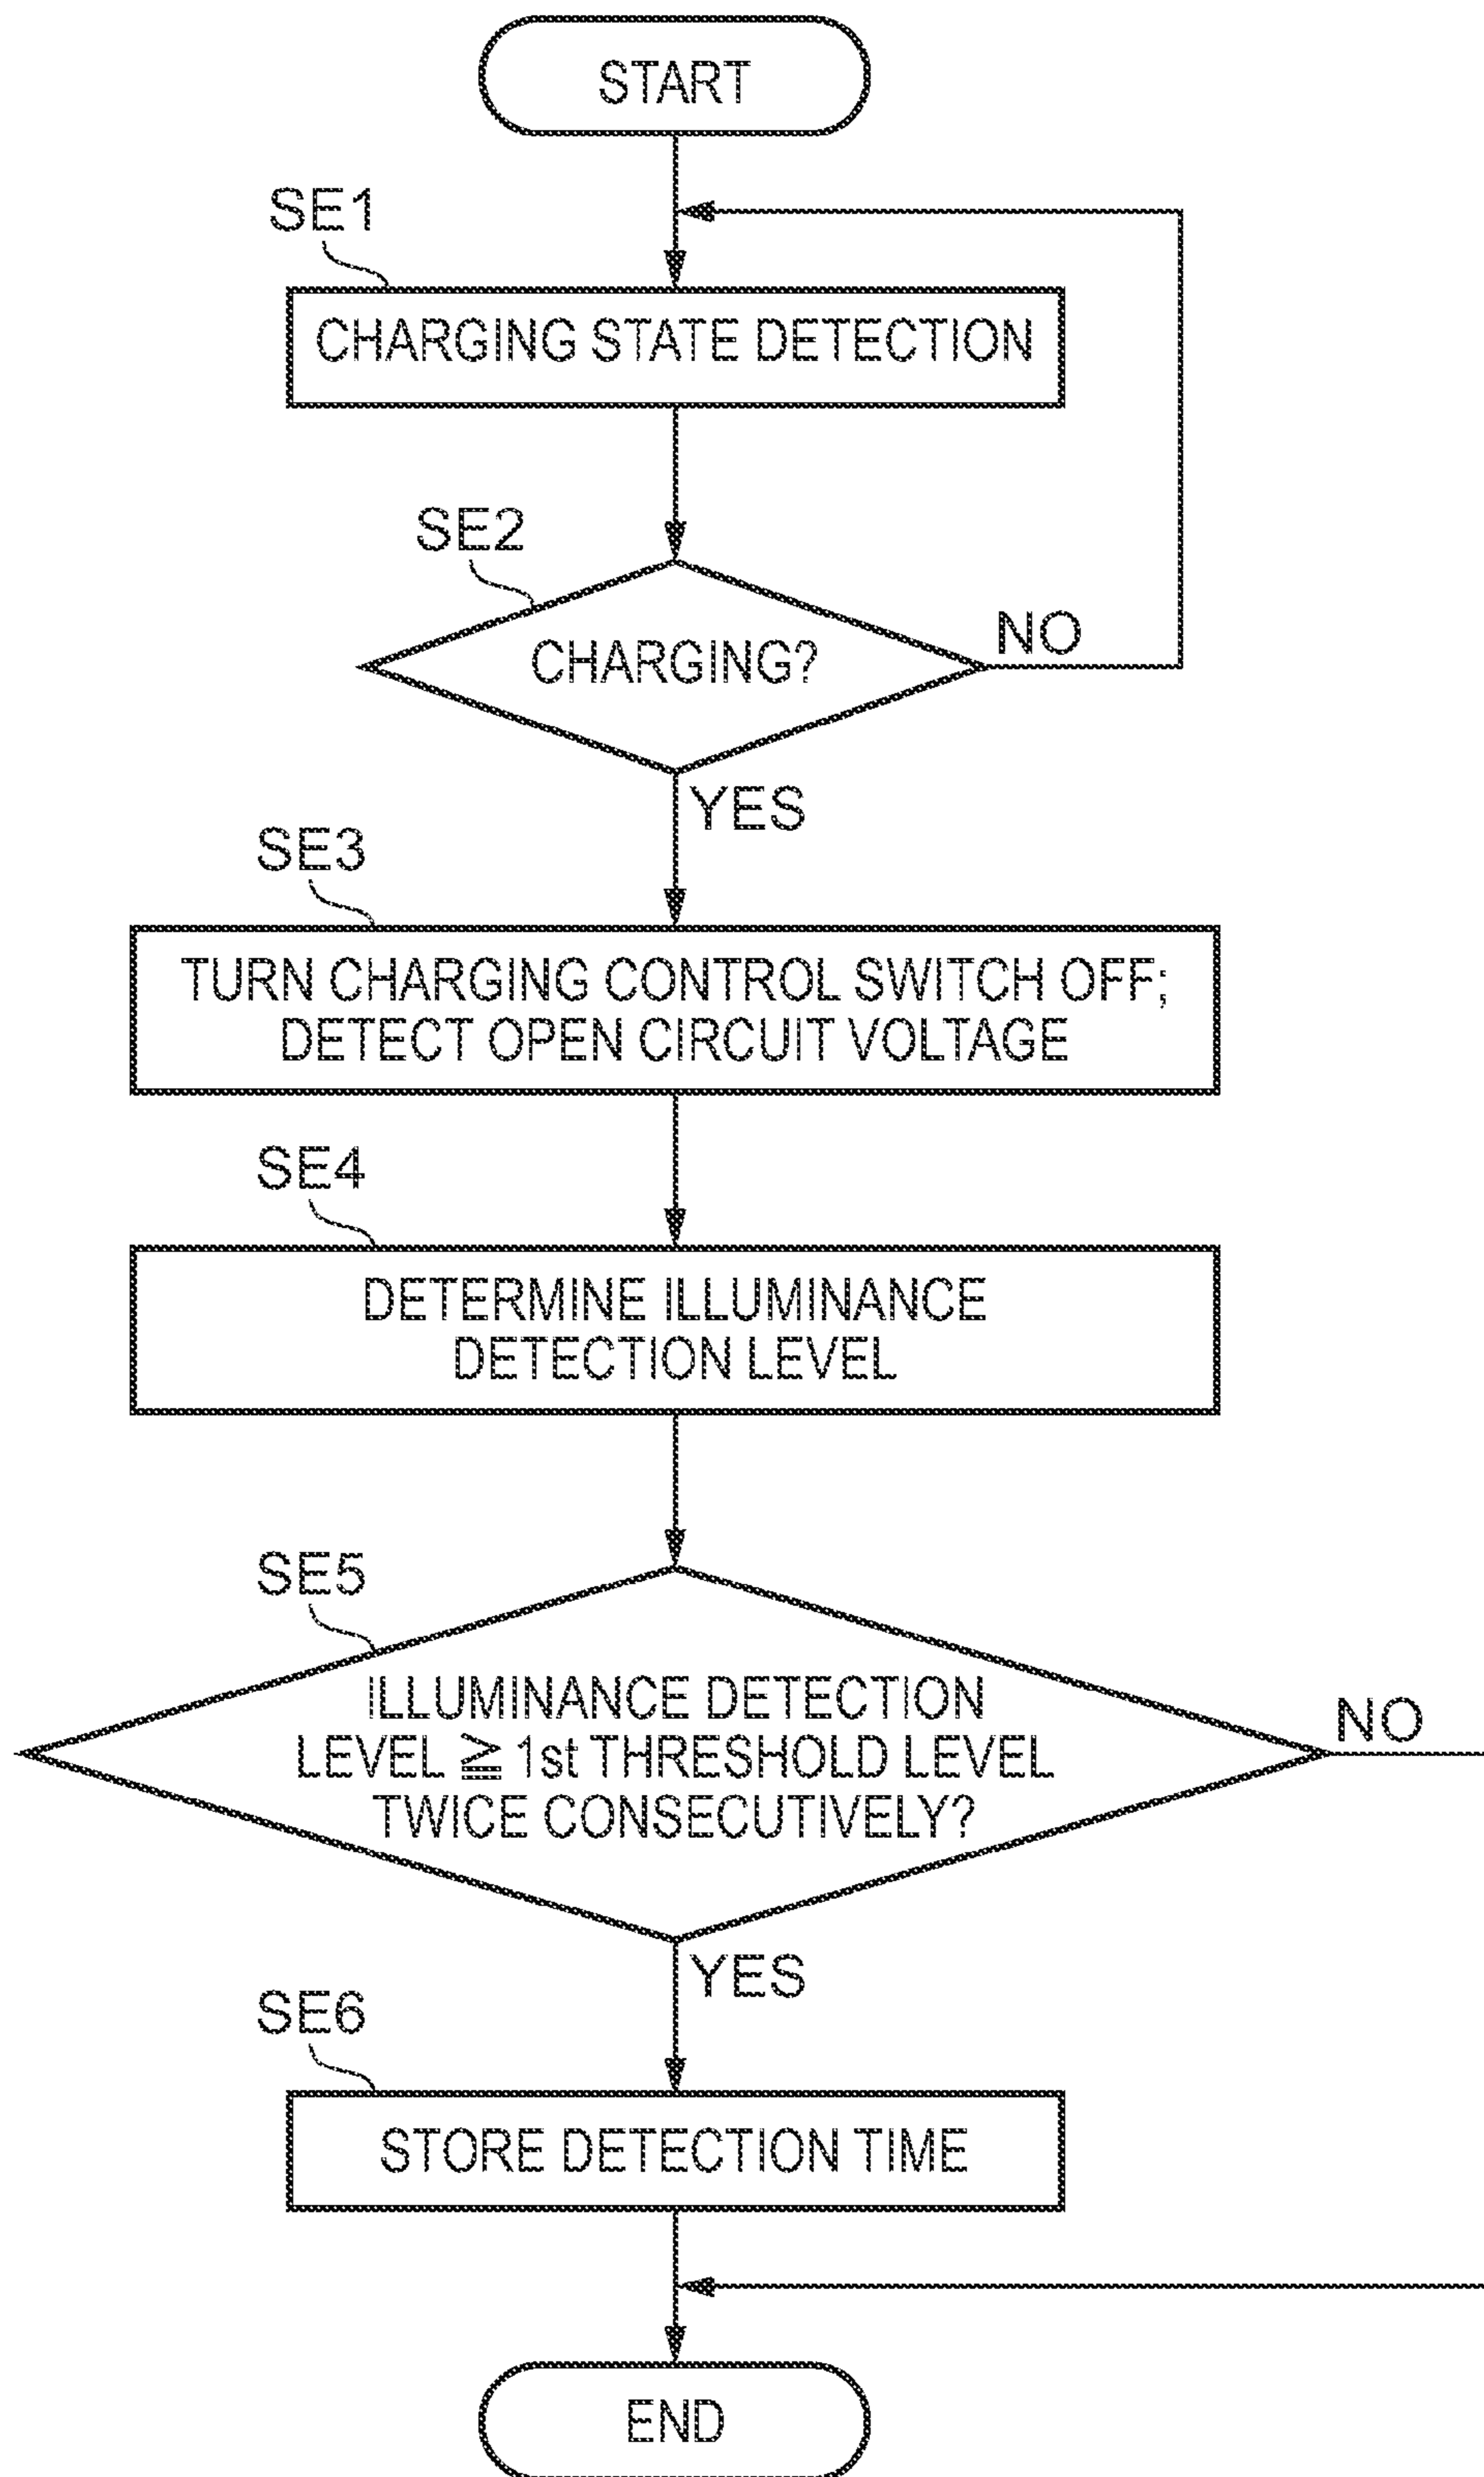 START
SE1
CHARGING STATE DETECTION
SE2
CHARGING?
NO
YES
SE3
TURN CHARGING CONTROL SWITCH OFF;
DETECT OPEN CIRCUIT VOLTAGE
SE4
DETERMINE ILLUMINANCE
DETECTION LEVEL
SE5
ILLUMINANCE DETECTION
LEVEL ≧ 1st THRESHOLD LEVEL
TWICE CONSECUTIVELY?
NO
YES
SE6
STORE DETECTION TIME
END